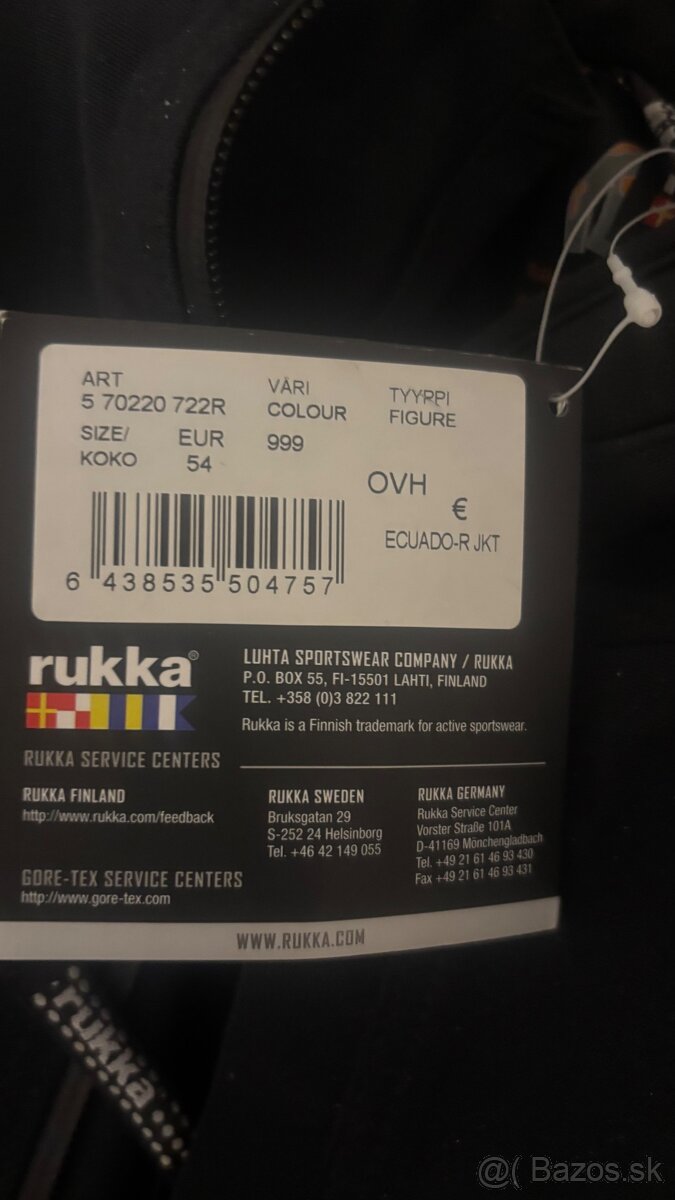 ART
5 70220 722R
VÄRI
COLOUR
TYYPPI
FIGURE
SIZE/
KOKO
EUR
54
999
OVH
€
ECUADO-R JKT
6 438535 504757
rukka®
LUHTA SPORTSWEAR COMPANY / RUKKA
P.O. BOX 55, FI-15501 LAHTI, FINLAND
TEL. +358 (0)3 822 111
Rukka is a Finnish trademark for active sportswear.
RUKKA SERVICE CENTERS
RUKKA FINLAND
http://www.rukka.com/feedback
RUKKA SWEDEN
Bruksgatan 29
S-252 24 Helsinborg
Tel. +46 42 149 055
RUKKA GERMANY
Rukka Service Center
Vorster Straße 101A
D-41169 Mönchengladbach
Tel. +49 21 61 46 93 430
Fax +49 21 61 46 93 431
GORE-TEX SERVICE CENTERS
http://www.gore-tex.com
WWW.RUKKA.COM
rukka
@( Bazos.sk